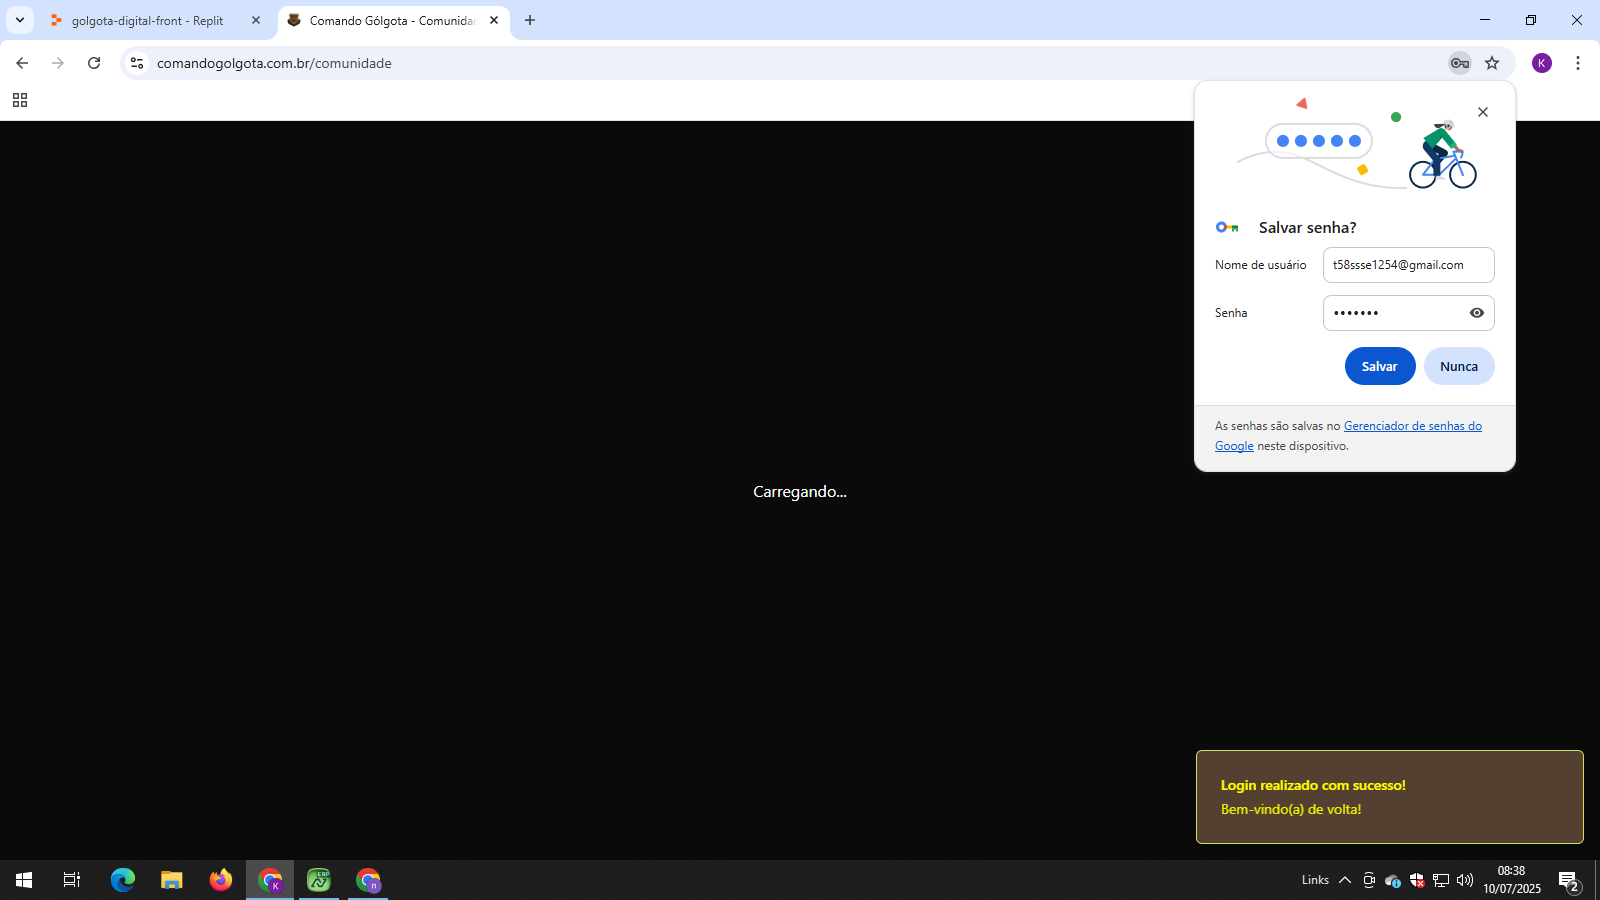 golgota-digital-front - Replit
Comando Gólgota - Comunida
comandogolgota.com.br/comunidade
K
Salvar senha?
Nome de usuário
t58ssse1254@gmail.com
Senha
•••••••
Salvar
Nunca
As senhas são salvas no Gerenciador de senhas do
Google neste dispositivo.
Carregando...
Login realizado com sucesso!
Bem-vindo(a) de volta!
K
ERP
n
Links
08:38
10/07/2025
2